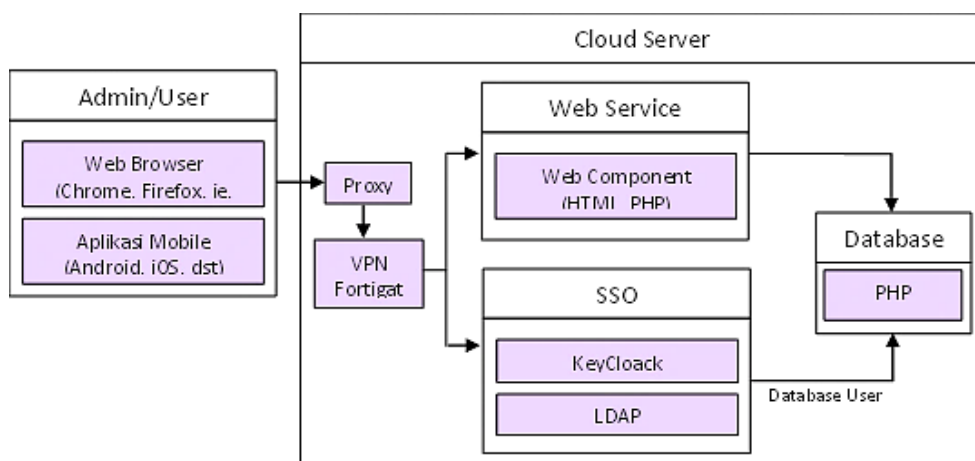 Cloud Server
Admin/User
Web Browser
(Chrome. Firefox. ie.
Aplikasi Mobile
(Android. iOS. dst)
Proxy
VPN
Fortigat
Web Service
Web Component
(HTML. PHP)
SSO
KeyCloack
LDAP
Database User
Database
PHP